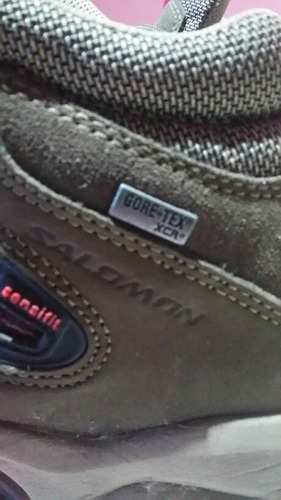 GORE-TEX
XCR®
SALOMON
sensifit